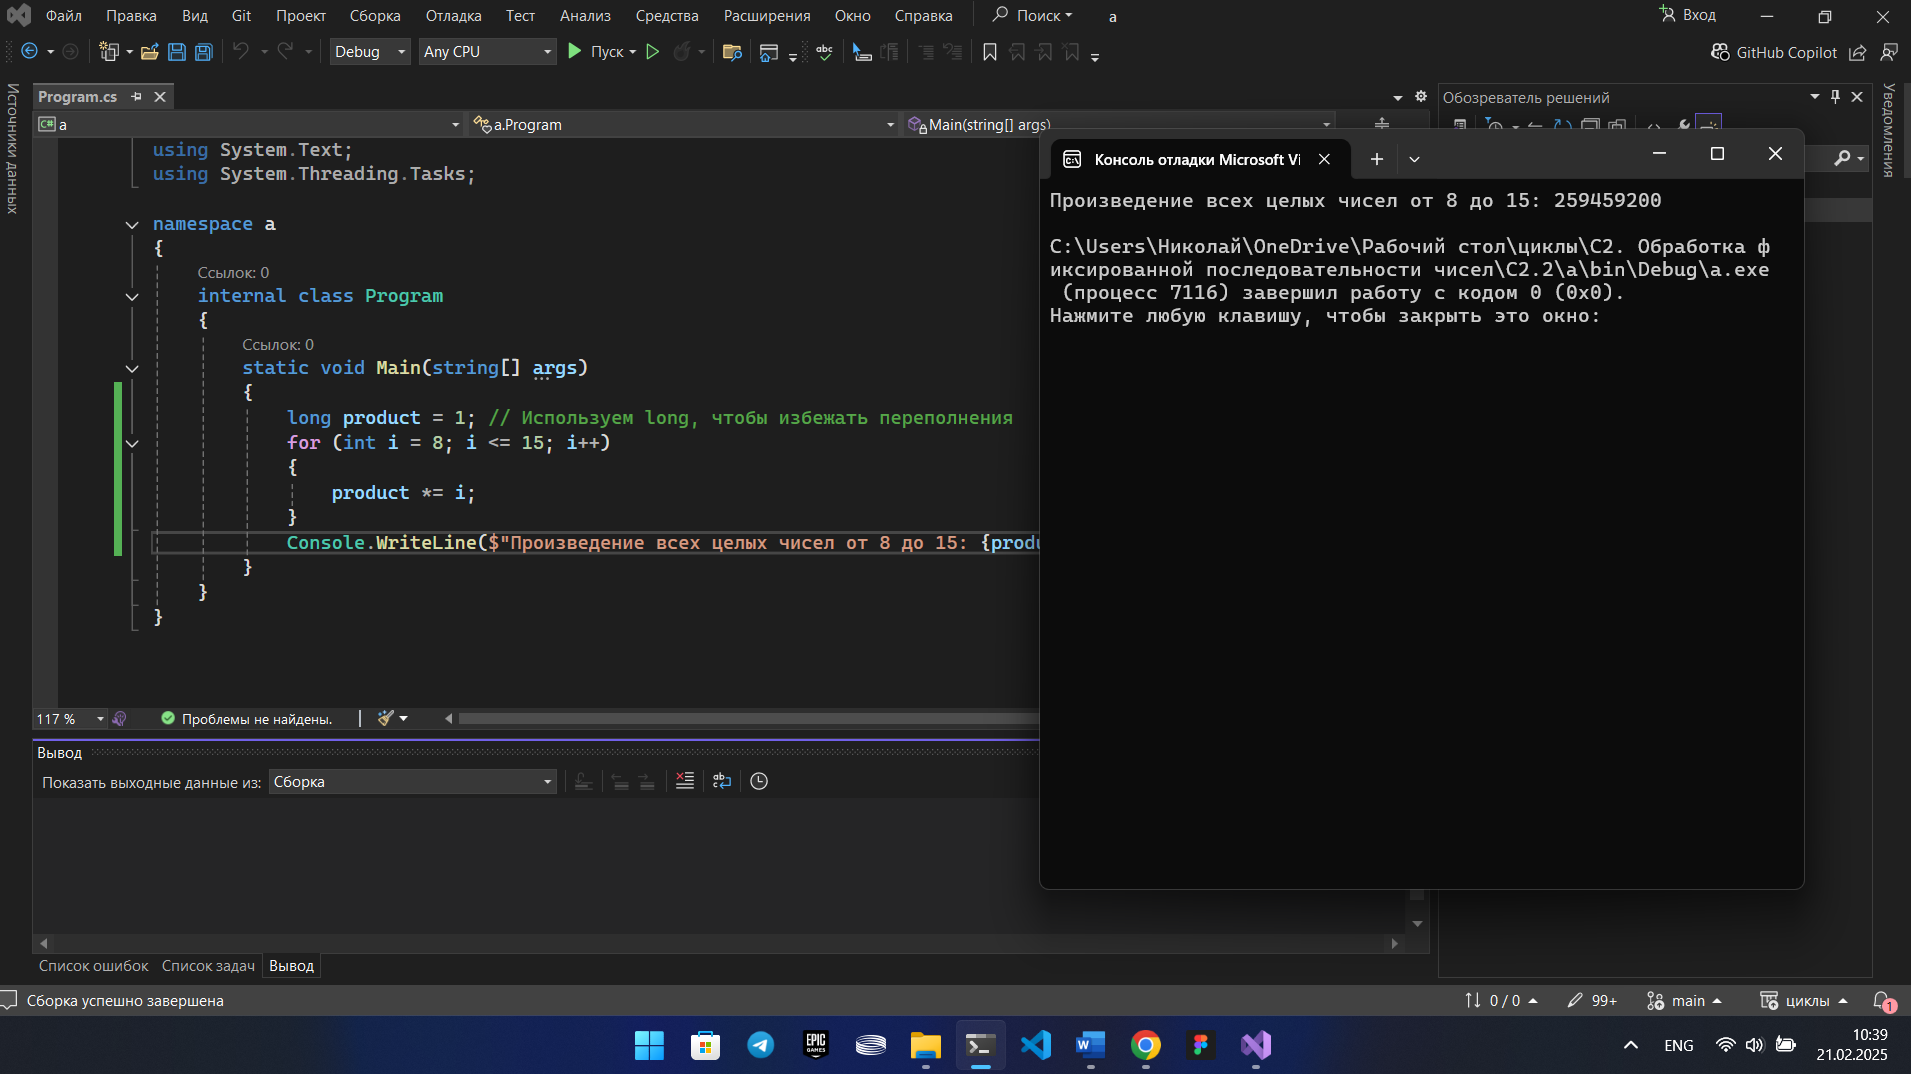 Файл Правка Вид Git Проект Сборка Отладка Тест Анализ Средства Расширения Окно Справка Поиск a Вход
Debug Any CPU Пуск abc GitHub Copilot
Источники данных
Program.cs
Обозреватель решений
Уведомления
C# a a.Program Main(string[] args)
using System.Text;
using System.Threading.Tasks;
namespace a
{
Ссылок: 0
internal class Program
{
Ссылок: 0
static void Main(string[] args)
{
long product = 1; // Используем long, чтобы избежать переполнения
for (int i = 8; i <= 15; i++)
{
product *= i;
}
Console.WriteLine($"Произведение всех целых чисел от 8 до 15: {produ
}
}
}
Консоль отладки Microsoft Vi
Произведение всех целых чисел от 8 до 15: 259459200
C:\Users\Николай\OneDrive\Рабочий стол\циклы\C2. Обработка ф
иксированной последовательности чисел\C2.2\a\bin\Debug\a.exe
(процесс 7116) завершил работу с кодом 0 (0x0).
Нажмите любую клавишу, чтобы закрыть это окно:
117 % Проблемы не найдены.
Вывод
Показать выходные данные из: Сборка
Список ошибок Список задач Вывод
Сборка успешно завершена 0 / 0 99+ main циклы 1
EPIC GAMES
ENG
10:39
21.02.2025